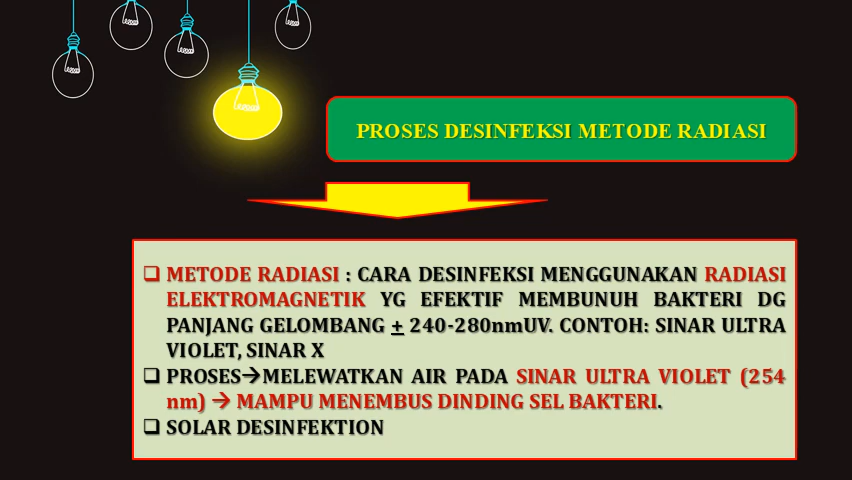 PROSES DESINFEKSI METODE RADIASI
❑ METODE RADIASI : CARA DESINFEKSI MENGGUNAKAN RADIASI
ELEKTROMAGNETIK YG EFEKTIF MEMBUNUH BAKTERI DG
PANJANG GELOMBANG ± 240-280nmUV. CONTOH: SINAR ULTRA
VIOLET, SINAR X
❑ PROSES→MELEWATKAN AIR PADA SINAR ULTRA VIOLET (254
nm) → MAMPU MENEMBUS DINDING SEL BAKTERI.
❑ SOLAR DESINFEKTION